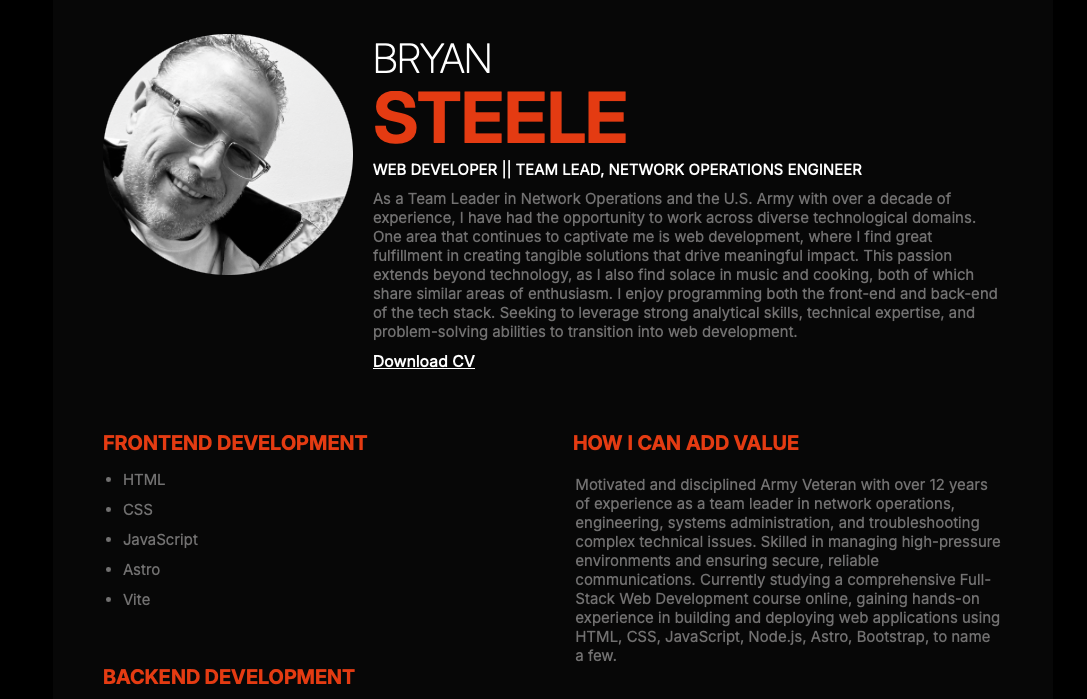 BRYAN
STEELE
WEB DEVELOPER || TEAM LEAD, NETWORK OPERATIONS ENGINEER
As a Team Leader in Network Operations and the U.S. Army with over a decade of
experience, I have had the opportunity to work across diverse technological domains.
One area that continues to captivate me is web development, where I find great
fulfillment in creating tangible solutions that drive meaningful impact. This passion
extends beyond technology, as I also find solace in music and cooking, both of which
share similar areas of enthusiasm. I enjoy programming both the front-end and back-end
of the tech stack. Seeking to leverage strong analytical skills, technical expertise, and
problem-solving abilities to transition into web development.
Download CV
FRONTEND DEVELOPMENT
• HTML
• CSS
• JavaScript
• Astro
• Vite
BACKEND DEVELOPMENT
HOW I CAN ADD VALUE
Motivated and disciplined Army Veteran with over 12 years
of experience as a team leader in network operations,
engineering, systems administration, and troubleshooting
complex technical issues. Skilled in managing high-pressure
environments and ensuring secure, reliable
communications. Currently studying a comprehensive Full-
Stack Web Development course online, gaining hands-on
experience in building and deploying web applications using
HTML, CSS, JavaScript, Node.js, Astro, Bootstrap, to name
a few.